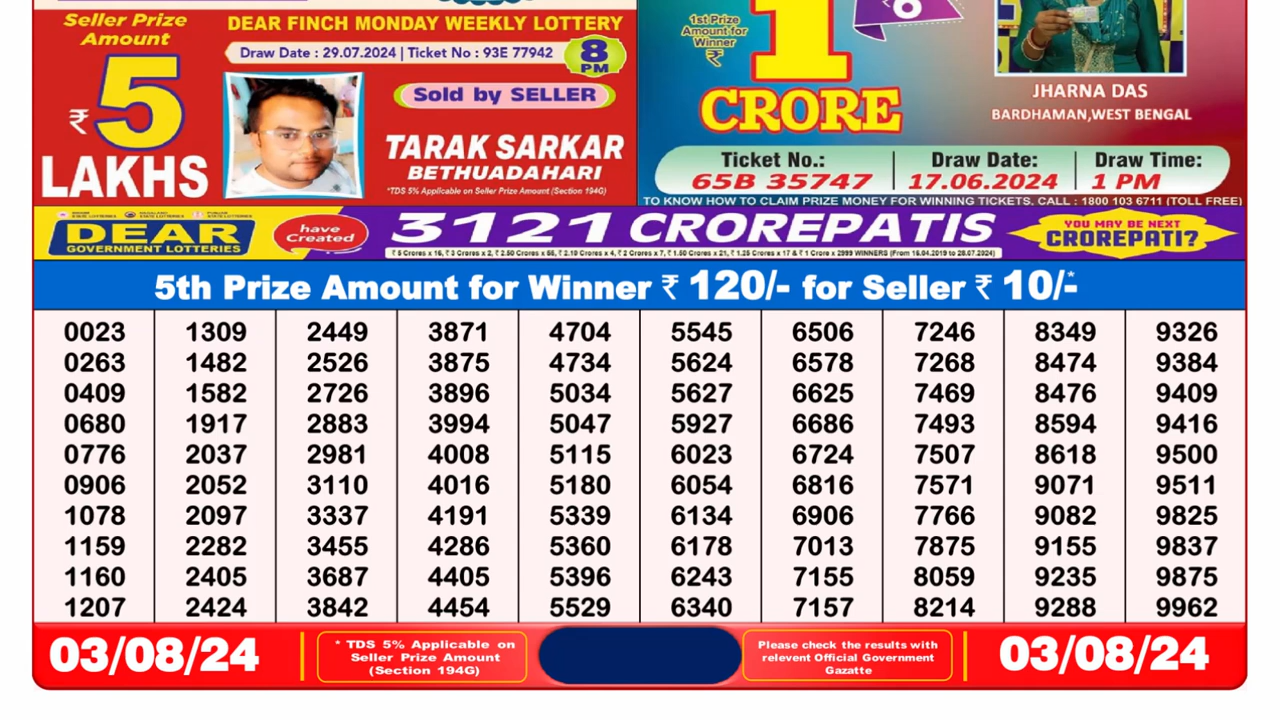 Seller Prize
Amount
₹ 5
LAKHS
DEAR FINCH MONDAY WEEKLY LOTTERY
Draw Date : 29.07.2024 | Ticket No : 93E 77942
8
PM
Sold by SELLER
TARAK SARKAR
BETHUADAHARI
*TDS 5% Applicable on Seller Prize Amount (Section 194G)
1st Prize
Amount for
Winner
₹
1
CRORE
6
JHARNA DAS
BARDHAMAN,WEST BENGAL
Ticket No.: Draw Date: Draw Time:
65B 35747 17.06.2024 1 PM
TO KNOW HOW TO CLAIM PRIZE MONEY FOR WINNING TICKETS. CALL : 1800 103 6711 (TOLL FREE)
DEAR
GOVERNMENT LOTTERIES
have
Created
3121 CROREPATIS
YOU MAY BE NEXT
CROREPATI?
5th Prize Amount for Winner ₹ 120/- for Seller ₹ 10/-*
0023 1309 2449 3871 4704 5545 6506 7246 8349 9326
0263 1482 2526 3875 4734 5624 6578 7268 8474 9384
0409 1582 2726 3896 5034 5627 6625 7469 8476 9409
0680 1917 2883 3994 5047 5927 6686 7493 8594 9416
0776 2037 2981 4008 5115 6023 6724 7507 8618 9500
0906 2052 3110 4016 5180 6054 6816 7571 9071 9511
1078 2097 3337 4191 5339 6134 6906 7766 9082 9825
1159 2282 3455 4286 5360 6178 7013 7875 9155 9837
1160 2405 3687 4405 5396 6243 7155 8059 9235 9875
1207 2424 3842 4454 5529 6340 7157 8214 9288 9962
03/08/24
* TDS 5% Applicable on
Seller Prize Amount
(Section 194G)
Please check the results with
relevent Official Government
Gazatte
03/08/24